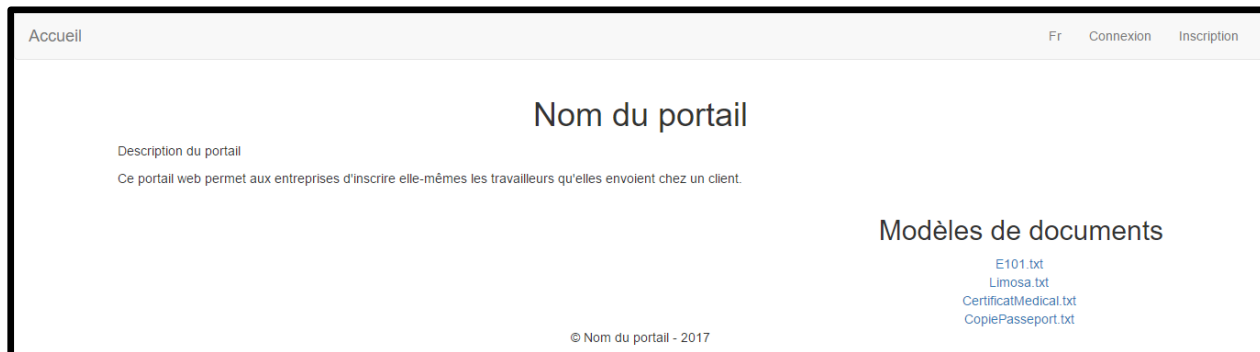 Accueil Fr Connexion Inscription
Nom du portail
Description du portail
Ce portail web permet aux entreprises d'inscrire elle-mêmes les travailleurs qu'elles envoient chez un client.
Modèles de documents
E101.txt
Limosa.txt
CertificatMedical.txt
CopiePasseport.txt
© Nom du portail - 2017